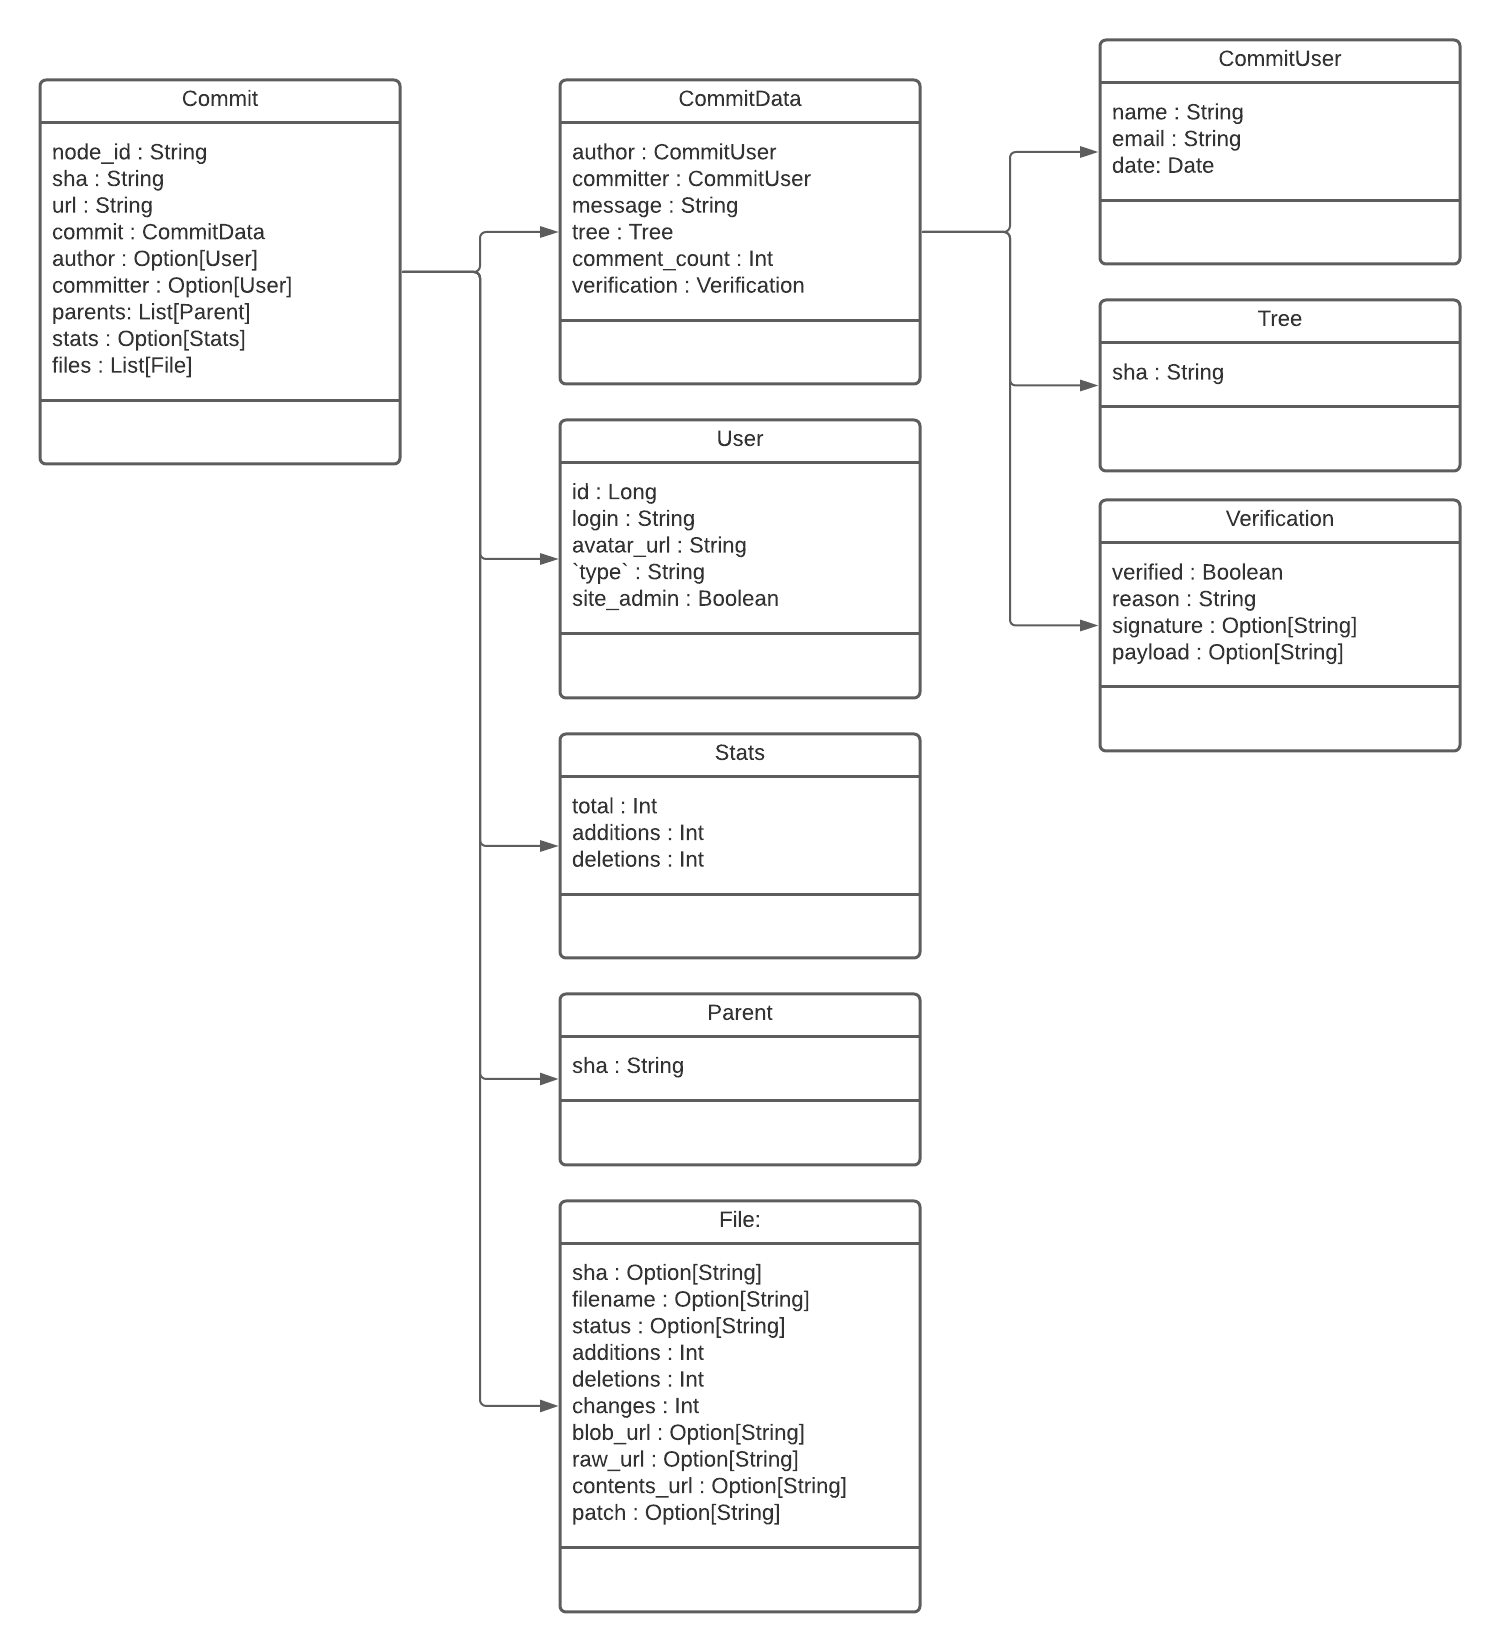 Commit
node_id : String
sha : String
url : String
commit : CommitData
author : Option[User]
committer : Option[User]
parents: List[Parent]
stats : Option[Stats]
files : List[File]
CommitData
author : CommitUser
committer : CommitUser
message : String
tree : Tree
comment_count : Int
verification : Verification
User
id : Long
login : String
avatar_url : String
`type` : String
site_admin : Boolean
Stats
total : Int
additions : Int
deletions : Int
Parent
sha : String
File:
sha : Option[String]
filename : Option[String]
status : Option[String]
additions : Int
deletions : Int
changes : Int
blob_url : Option[String]
raw_url : Option[String]
contents_url : Option[String]
patch : Option[String]
CommitUser
name : String
email : String
date: Date
Tree
sha : String
Verification
verified : Boolean
reason : String
signature : Option[String]
payload : Option[String]